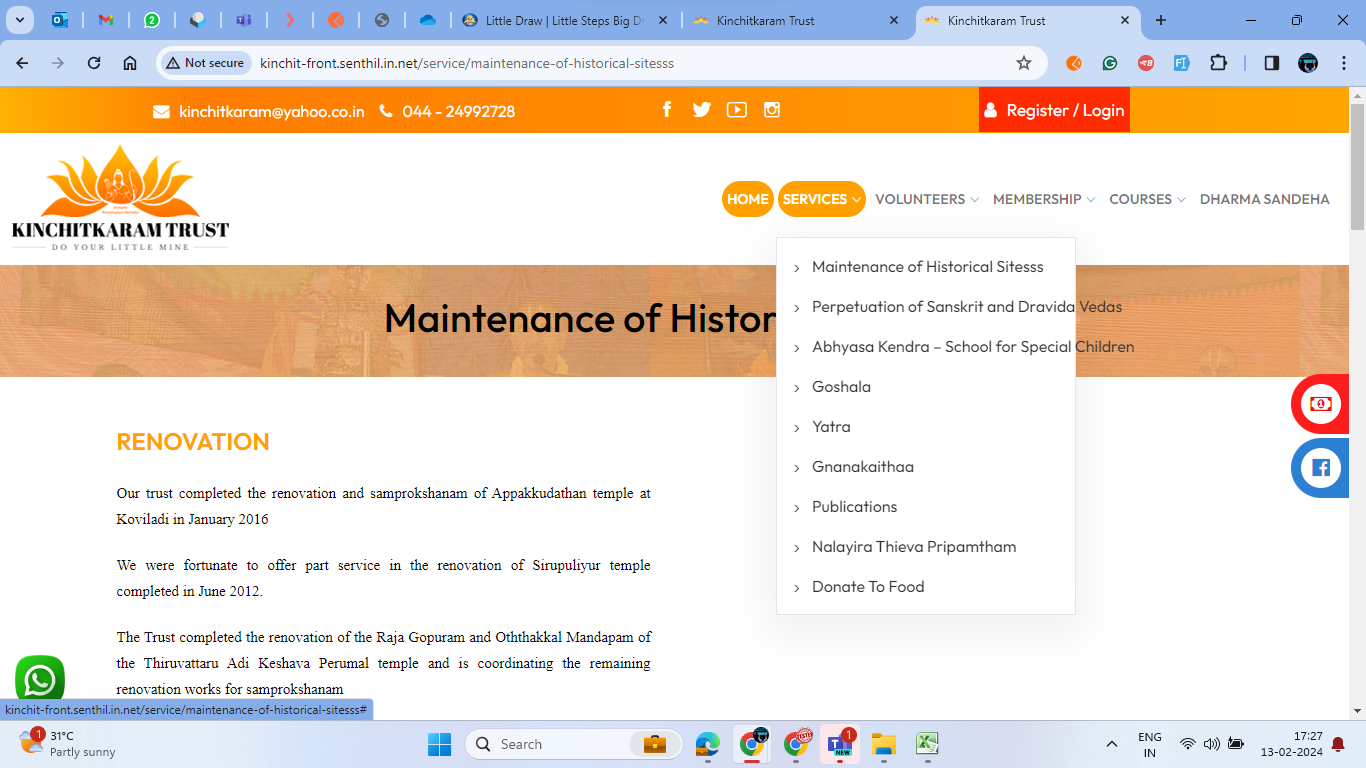 Little Draw | Little Steps Big D
Kinchitkaram Trust
Kinchitkaram Trust
Not secure
kinchit-front.senthil.in.net/service/maintenance-of-historical-sitesss
kinchitkaram@yahoo.co.in
044 - 24992728
Register / Login
KINCHITKARAM TRUST
DO YOUR LITTLE MINE
HOME
SERVICES
VOLUNTEERS
MEMBERSHIP
COURSES
DHARMA SANDEHA
Maintenance of Histor
Maintenance of Historical Sitesss
Perpetuation of Sanskrit and Dravida Vedas
Abhyasa Kendra – School for Special Children
Goshala
Yatra
Gnanakaithaa
Publications
Nalayira Thieva Pripamtham
Donate To Food
RENOVATION
Our trust completed the renovation and samprokshanam of Appakkudathan temple at
Koviladi in January 2016
We were fortunate to offer part service in the renovation of Sirupuliyur temple
completed in June 2012.
The Trust completed the renovation of the Raja Gopuram and Oththakkal Mandapam of
the Thiruvattaru Adi Keshava Perumal temple and is coordinating the remaining
renovation works for samprokshanam
kinchit-front.senthil.in.net/service/maintenance-of-historical-sitesss#
1
31°C
Partly sunny
Search
1
NEW
ENG
IN
17:27
13-02-2024